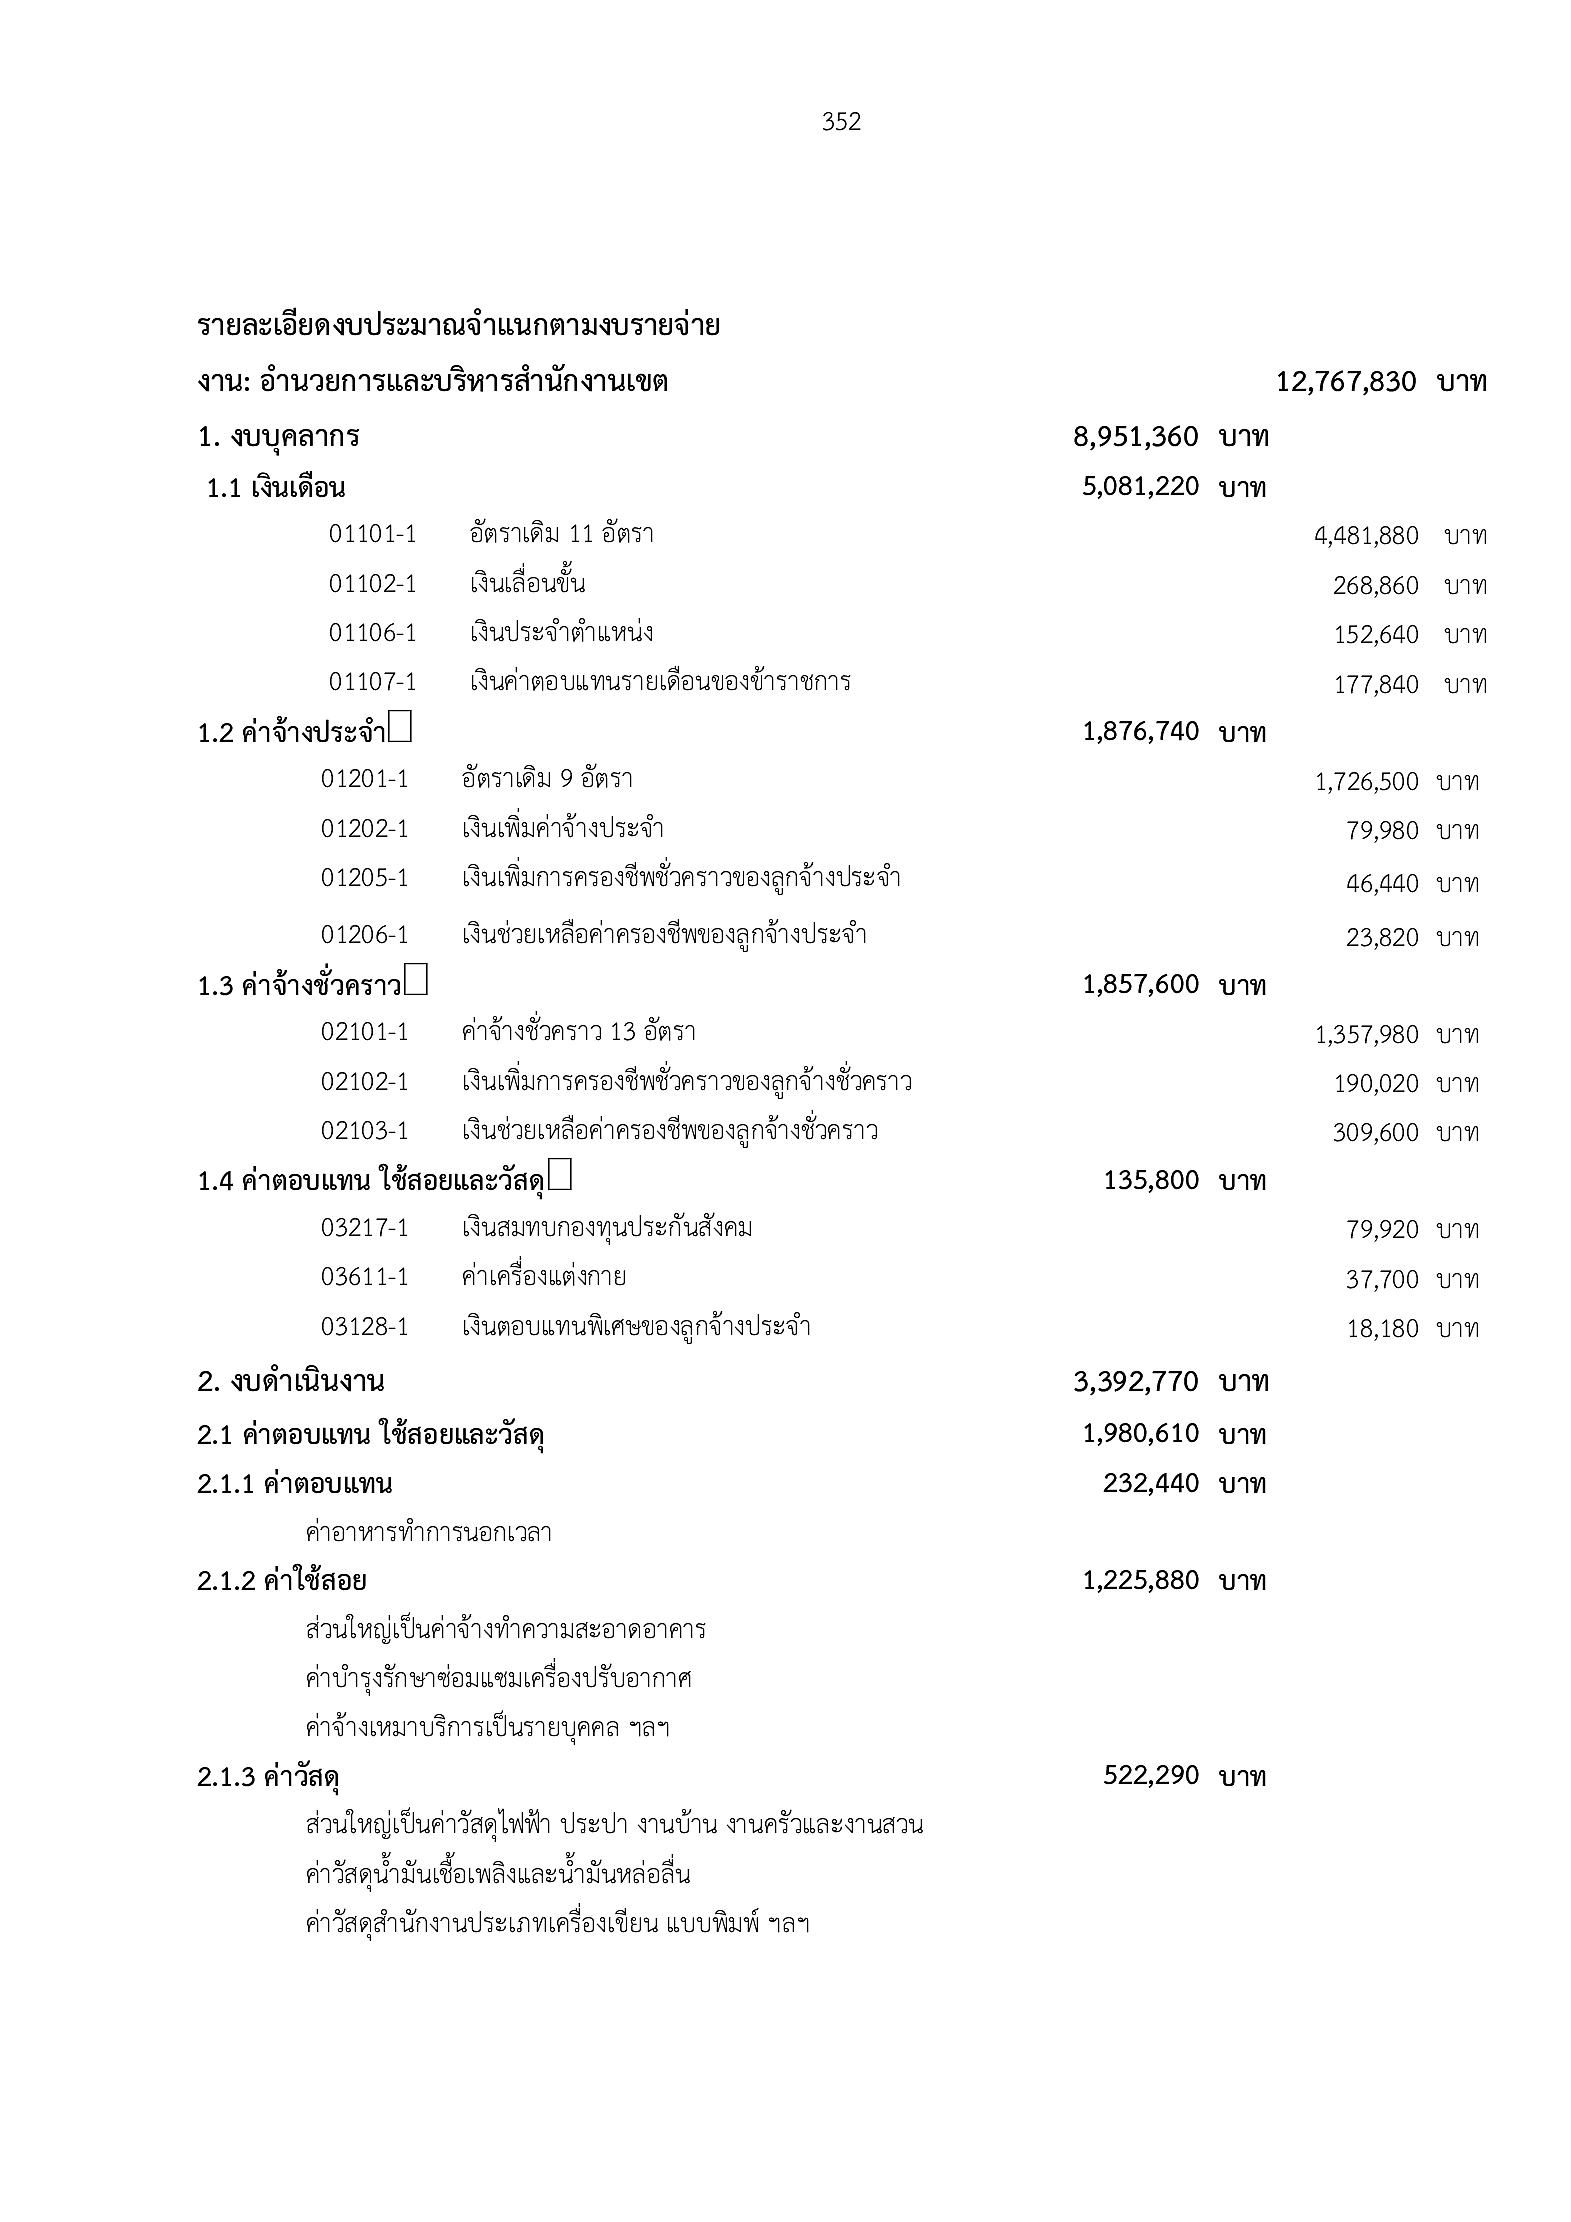 352
รายละเอียดงบประมาณจำแนกตามงบรายจ่าย
งาน: อำนวยการและบริหารสำนักงานเขต 12,767,830 บาท
1. งบบุคลากร 8,951,360 บาท
1.1 เงินเดือน 5,081,220 บาท
01101-1 อัตราเดิม 11 อัตรา 4,481,880 บาท
01102-1 เงินเลื่อนขั้น 268,860 บาท
01106-1 เงินประจำตำแหน่ง 152,640 บาท
01107-1 เงินค่าตอบแทนรายเดือนของข้าราชการ 177,840 บาท
1.2 ค่าจ้างประจำ 1,876,740 บาท
01201-1 อัตราเดิม 9 อัตรา 1,726,500 บาท
01202-1 เงินเพิ่มค่าจ้างประจำ 79,980 บาท
01205-1 เงินเพิ่มการครองชีพชั่วคราวของลูกจ้างประจำ 46,440 บาท
01206-1 เงินช่วยเหลือค่าครองชีพของลูกจ้างประจำ 23,820 บาท
1.3 ค่าจ้างชั่วคราว 1,857,600 บาท
02101-1 ค่าจ้างชั่วคราว 13 อัตรา 1,357,980 บาท
02102-1 เงินเพิ่มการครองชีพชั่วคราวของลูกจ้างชั่วคราว 190,020 บาท
02103-1 เงินช่วยเหลือค่าครองชีพของลูกจ้างชั่วคราว 309,600 บาท
1.4 ค่าตอบแทน ใช้สอยและวัสดุ 135,800 บาท
03217-1 เงินสมทบกองทุนประกันสังคม 79,920 บาท
03611-1 ค่าเครื่องแต่งกาย 37,700 บาท
03128-1 เงินตอบแทนพิเศษของลูกจ้างประจำ 18,180 บาท
2. งบดำเนินงาน 3,392,770 บาท
2.1 ค่าตอบแทน ใช้สอยและวัสดุ 1,980,610 บาท
2.1.1 ค่าตอบแทน 232,440 บาท
ค่าอาหารทำการนอกเวลา
2.1.2 ค่าใช้สอย 1,225,880 บาท
ส่วนใหญ่เป็นค่าจ้างทำความสะอาดอาคาร
ค่าบำรุงรักษาซ่อมแซมเครื่องปรับอากาศ
ค่าจ้างเหมาบริการเป็นรายบุคคล ฯลฯ
2.1.3 ค่าวัสดุ 522,290 บาท
ส่วนใหญ่เป็นค่าวัสดุไฟฟ้า ประปา งานบ้าน งานครัวและงานสวน
ค่าวัสดุน้ำมันเชื้อเพลิงและน้ำมันหล่อลื่น
ค่าวัสดุสำนักงานประเภทเครื่องเขียน แบบพิมพ์ ฯลฯ